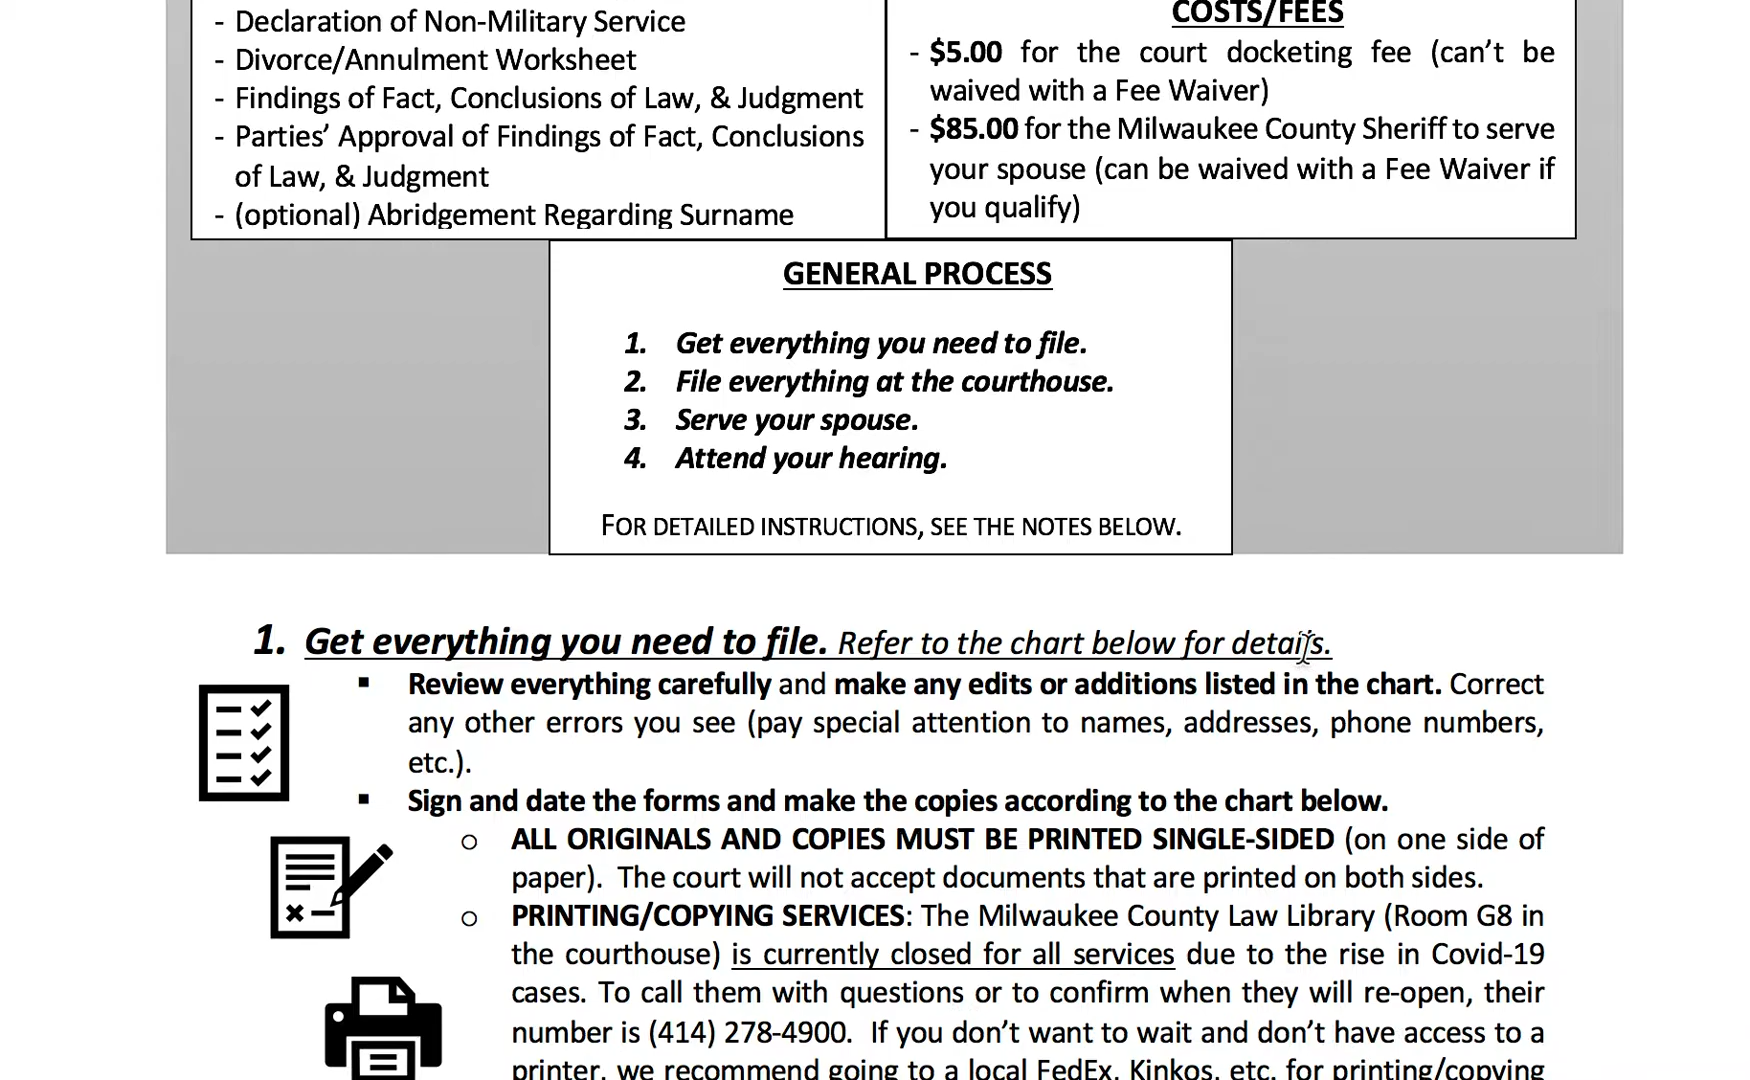 - Declaration of Non-Military Service
- Divorce/Annulment Worksheet
- Findings of Fact, Conclusions of Law, & Judgment
- Parties’ Approval of Findings of Fact, Conclusions
of Law, & Judgment
- (optional) Abridgement Regarding Surname
COSTS/FEES
- $5.00 for the court docketing fee (can’t be
waived with a Fee Waiver)
- $85.00 for the Milwaukee County Sheriff to serve
your spouse (can be waived with a Fee Waiver if
you qualify)
GENERAL PROCESS
1. Get everything you need to file.
2. File everything at the courthouse.
3. Serve your spouse.
4. Attend your hearing.
FOR DETAILED INSTRUCTIONS, SEE THE NOTES BELOW.
1. Get everything you need to file. Refer to the chart below for details.
▪ Review everything carefully and make any edits or additions listed in the chart. Correct
any other errors you see (pay special attention to names, addresses, phone numbers,
etc.).
▪ Sign and date the forms and make the copies according to the chart below.
o ALL ORIGINALS AND COPIES MUST BE PRINTED SINGLE-SIDED (on one side of
paper). The court will not accept documents that are printed on both sides.
o PRINTING/COPYING SERVICES: The Milwaukee County Law Library (Room G8 in
the courthouse) is currently closed for all services due to the rise in Covid-19
cases. To call them with questions or to confirm when they will re-open, their
number is (414) 278-4900. If you don’t want to wait and don’t have access to a
printer, we recommend going to a local FedEx, Kinkos, etc. for printing/copying